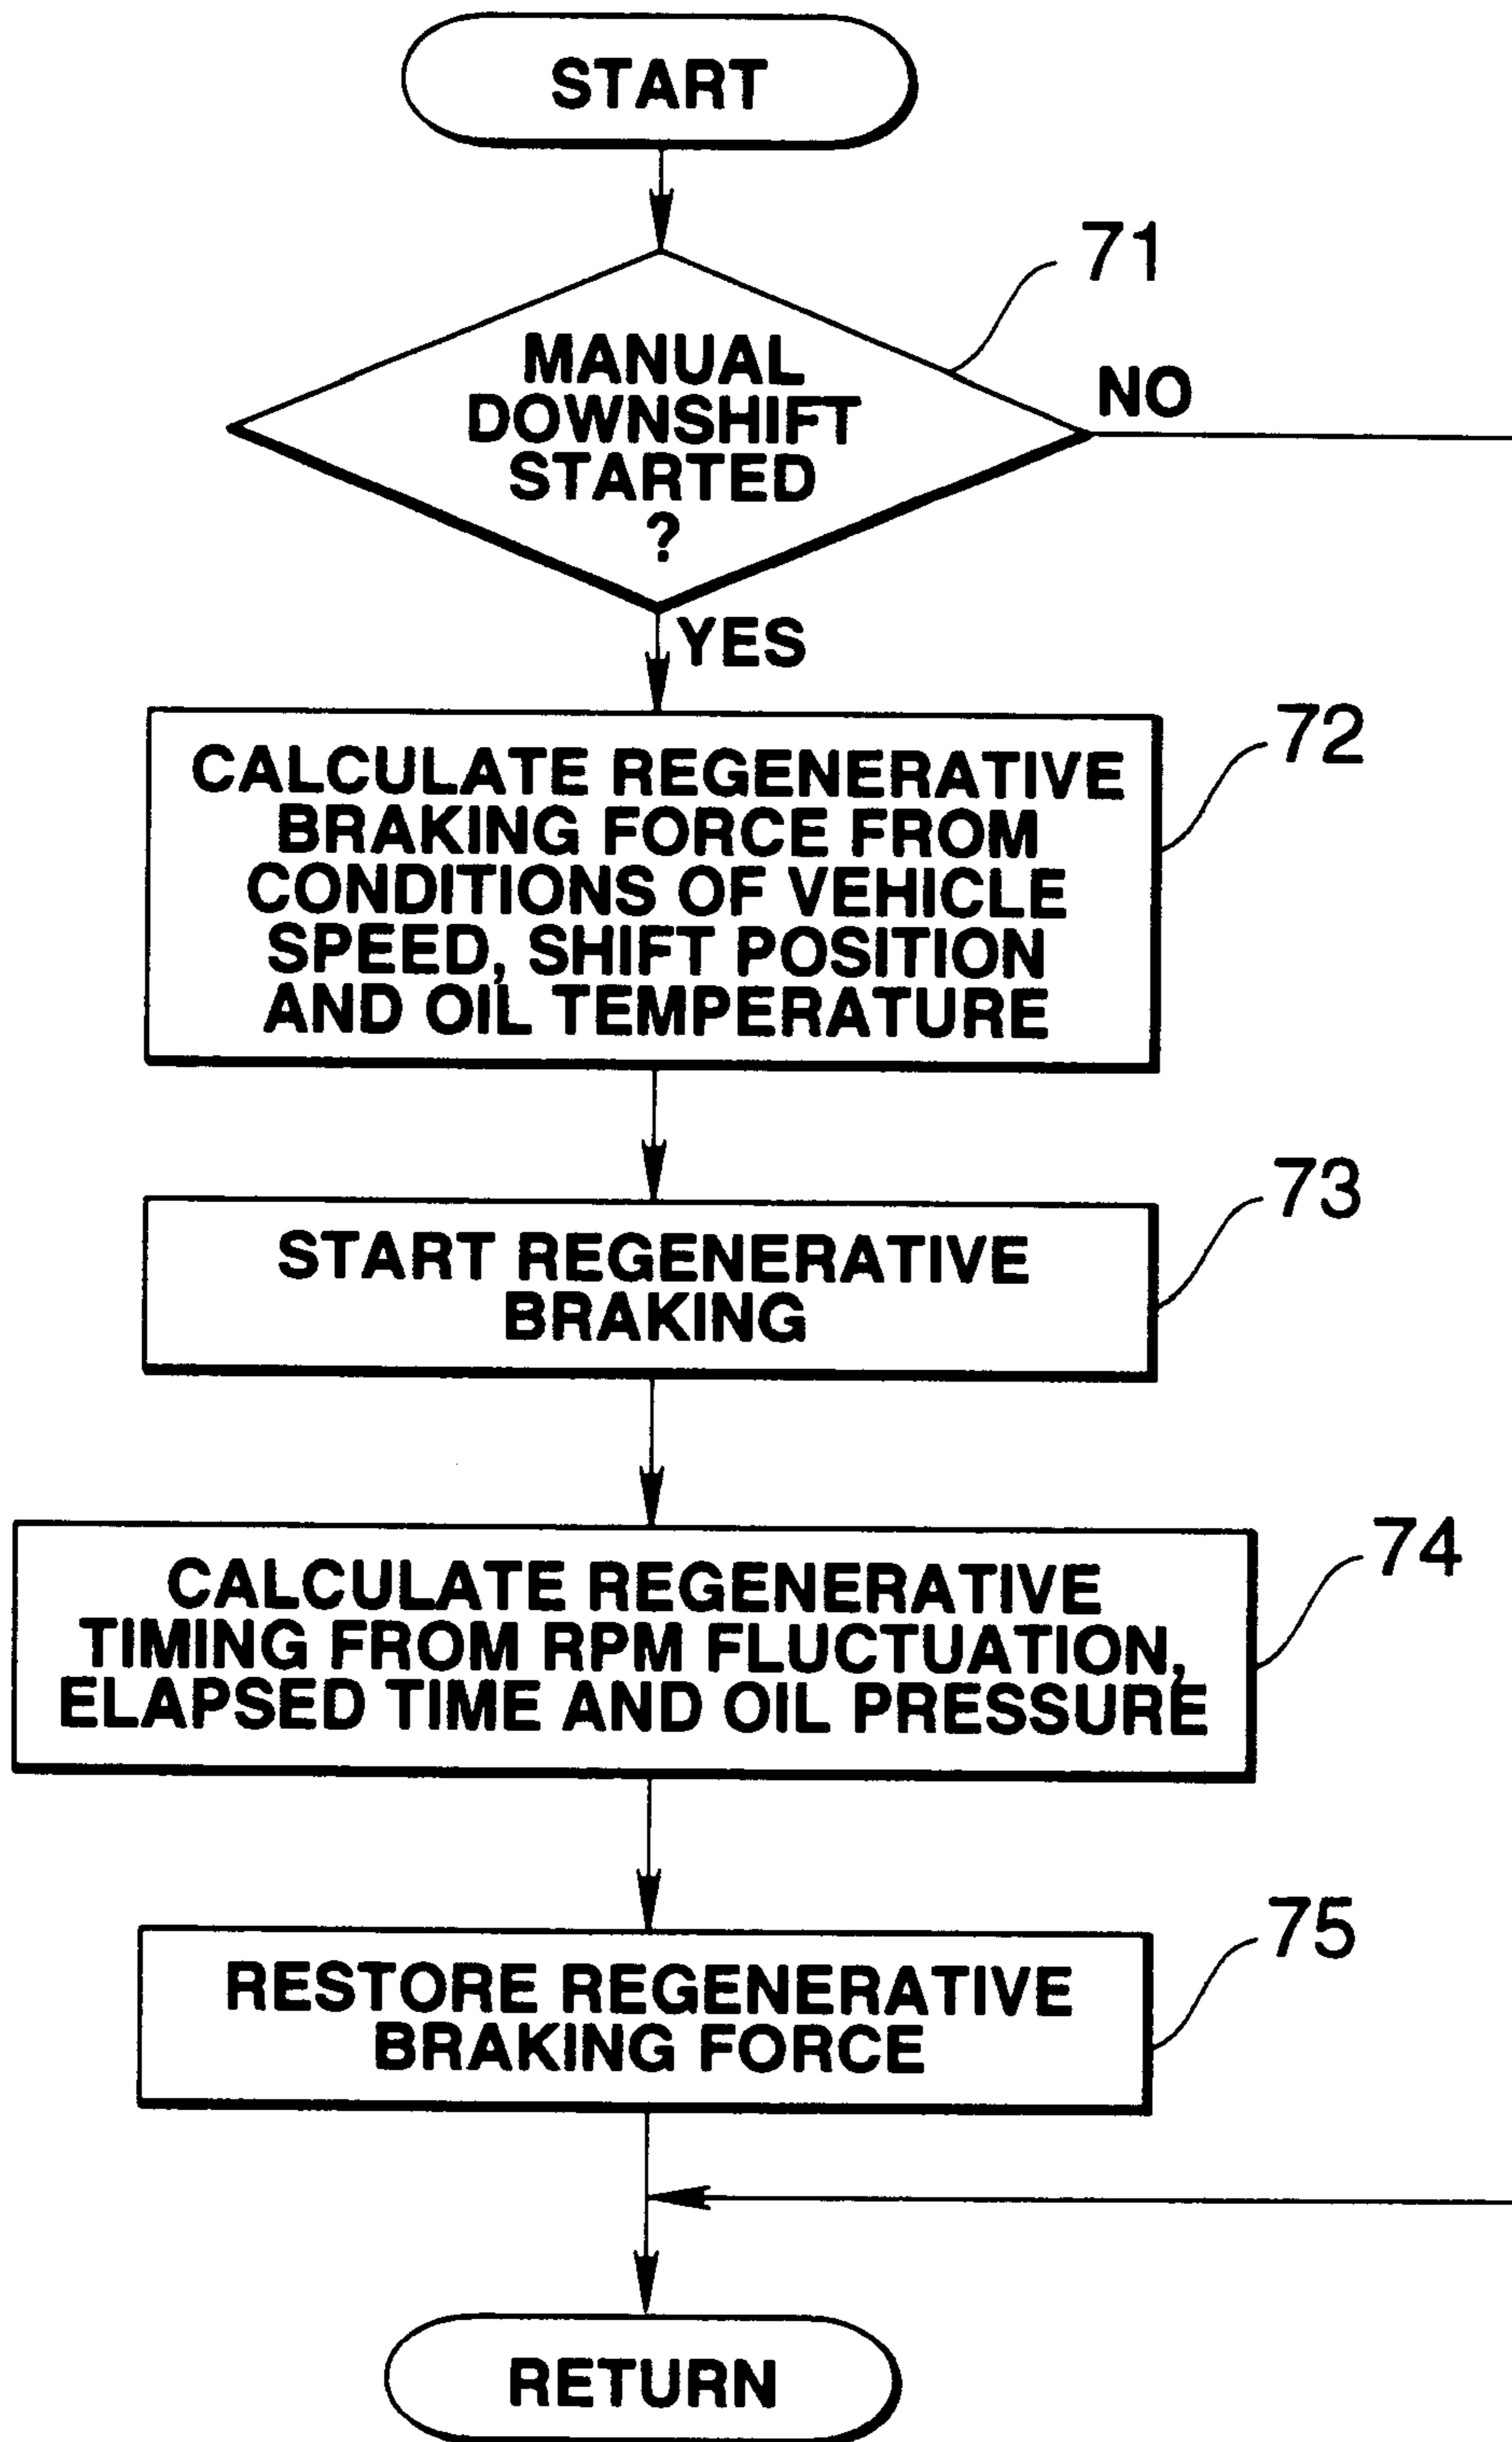 START
71
MANUAL
DOWNSHIFT
STARTED
?
NO
YES
72
CALCULATE REGENERATIVE
BRAKING FORCE FROM
CONDITIONS OF VEHICLE
SPEED, SHIFT POSITION
AND OIL TEMPERATURE
73
START REGENERATIVE
BRAKING
74
CALCULATE REGENERATIVE
TIMING FROM RPM FLUCTUATION,
ELAPSED TIME AND OIL PRESSURE
75
RESTORE REGENERATIVE
BRAKING FORCE
RETURN